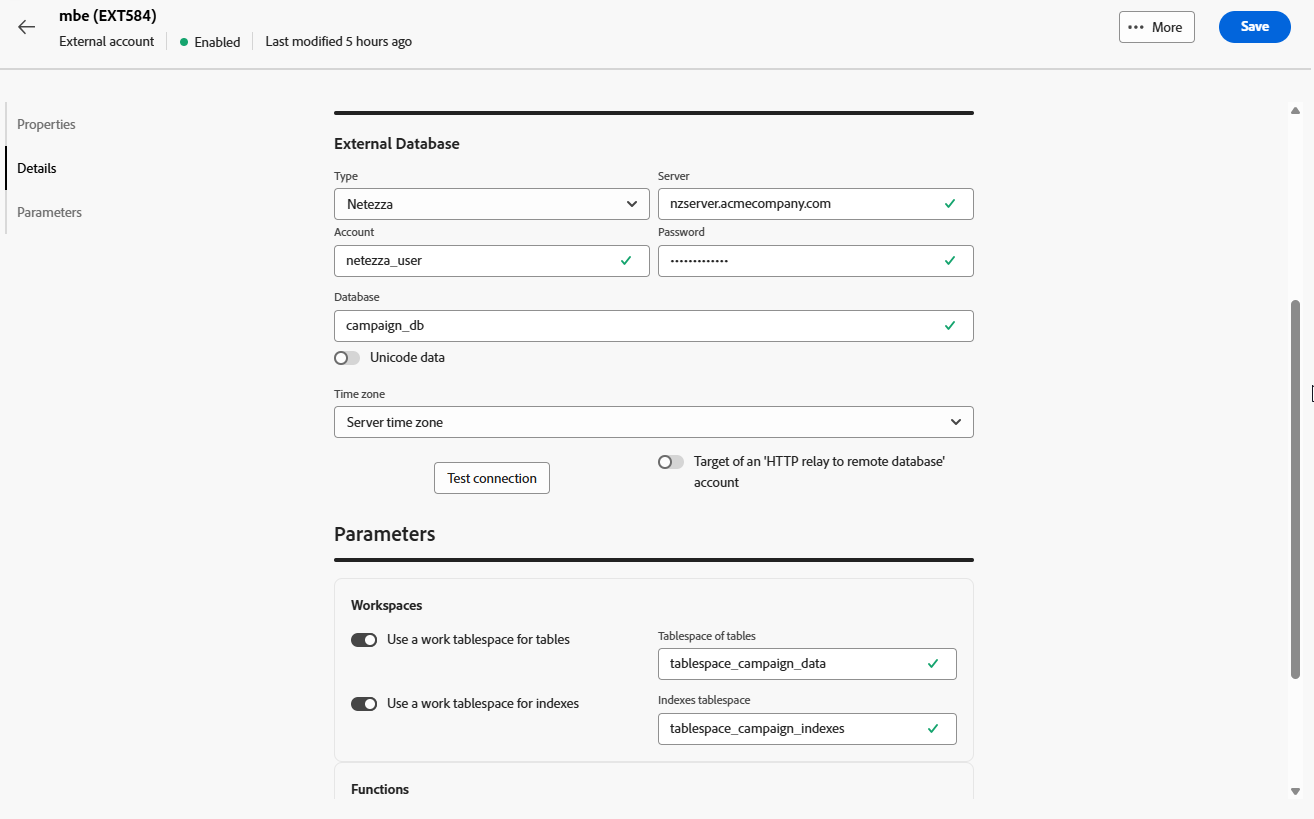 mbe (EXT584)
External account
Enabled
Last modified 5 hours ago
More
Save
Properties
Details
Parameters
External Database
Type
Server
Netezza
nzserver.acmecompany.com
Account
Password
netezza_user
•••••••••••••
Database
campaign_db
Unicode data
Time zone
Server time zone
Test connection
Target of an 'HTTP relay to remote database'
account
Parameters
Workspaces
Use a work tablespace for tables
Tablespace of tables
tablespace_campaign_data
Use a work tablespace for indexes
Indexes tablespace
tablespace_campaign_indexes
Functions